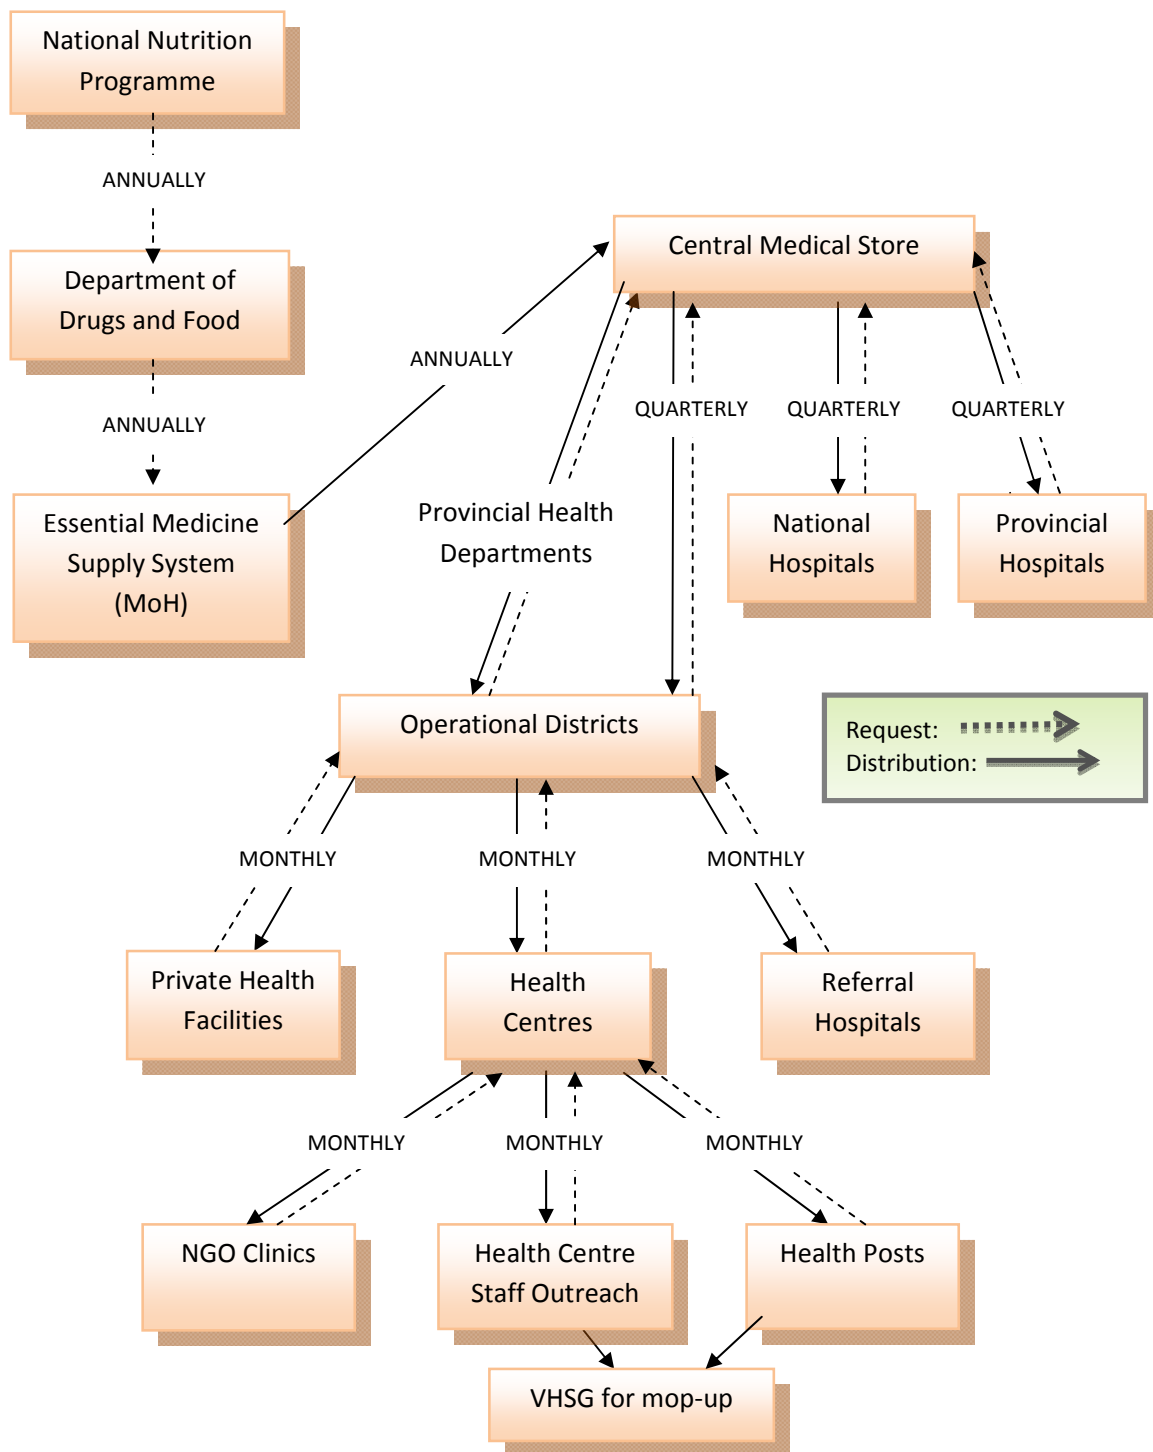 National Nutrition
Programme
ANNUALLY
Department of
Drugs and Food
ANNUALLY
Essential Medicine
Supply System
(MoH)
ANNUALLY
Central Medical Store
QUARTERLY
QUARTERLY
QUARTERLY
Provincial Health
Departments
National
Hospitals
Provincial
Hospitals
Operational Districts
Request:
Distribution:
MONTHLY
MONTHLY
MONTHLY
Private Health
Facilities
Health
Centres
Referral
Hospitals
MONTHLY
MONTHLY
MONTHLY
NGO Clinics
Health Centre
Staff Outreach
Health Posts
VHSG for mop-up